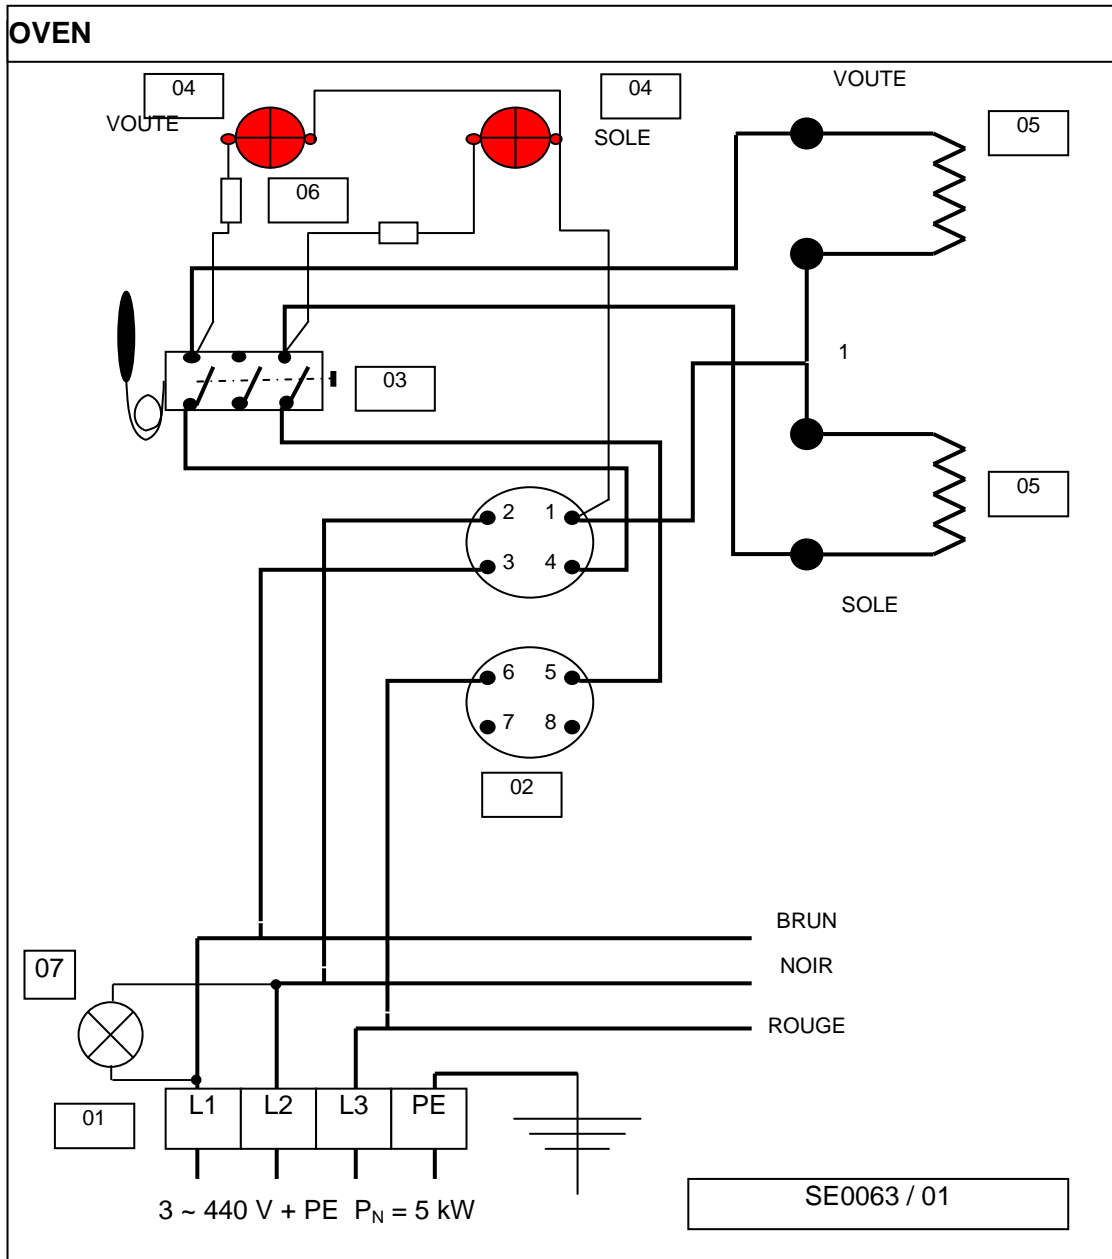 OVEN
04
04
VOUTE
VOUTE
SOLE
05
06
1
03
05
2 1
3 4
SOLE
6 5
7 8
02
BRUN
07
NOIR
ROUGE
01
L1 L2 L3 PE
3 ~ 440 V + PE P_N = 5 kW
SE0063 / 01